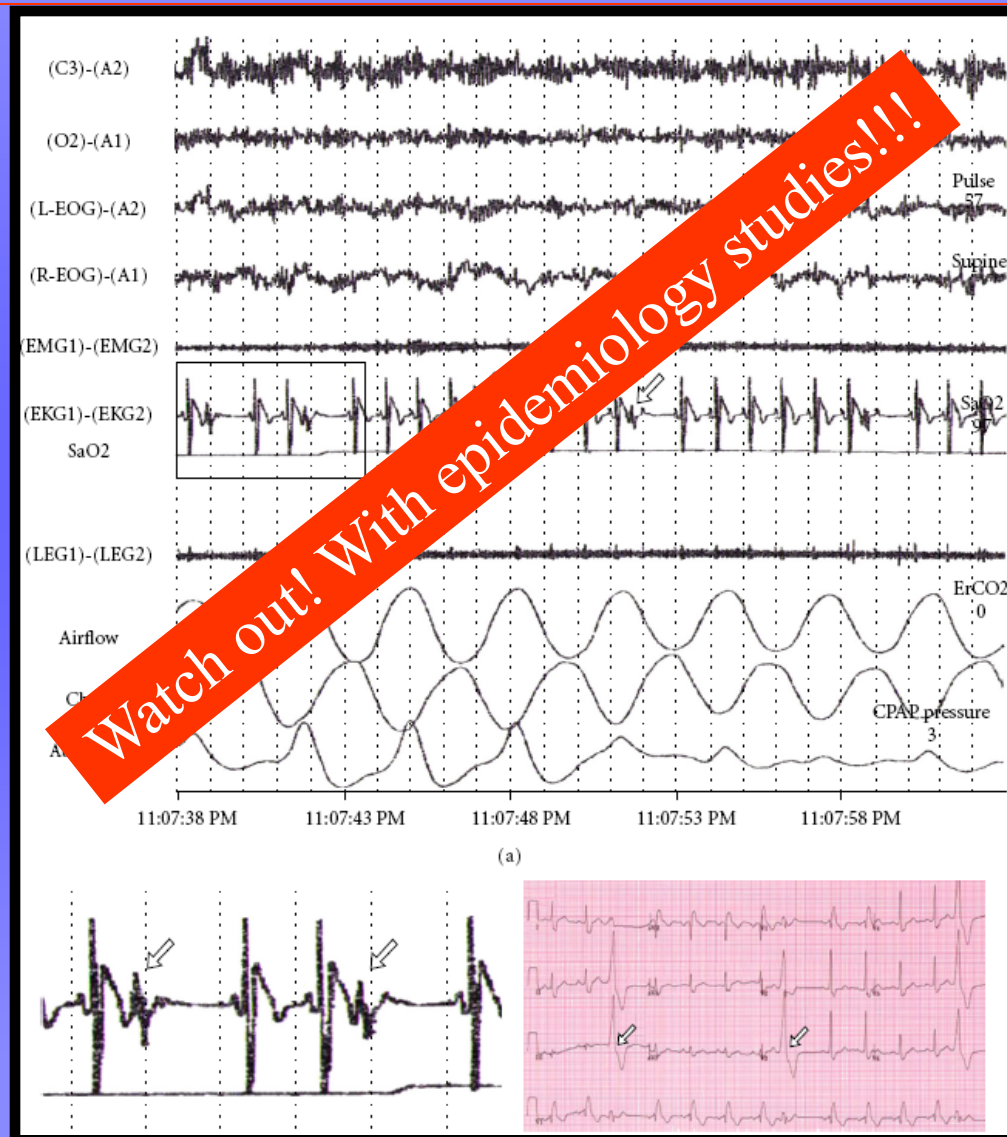 (C3)-(A2)
(O2)-(A1)
(L-EOG)-(A2)
Pulse
57
(R-EOG)-(A1)
Supine
(EMG1)-(EMG2)
(EKG1)-(EKG2)
SaO2
97
SaO2
(LEG1)-(LEG2)
ErCO2
0
Airflow
CPAP pressure
3
Watch out! With epidemiology studies!!!
11:07:38 PM 11:07:43 PM 11:07:48 PM 11:07:53 PM 11:07:58 PM
(a)